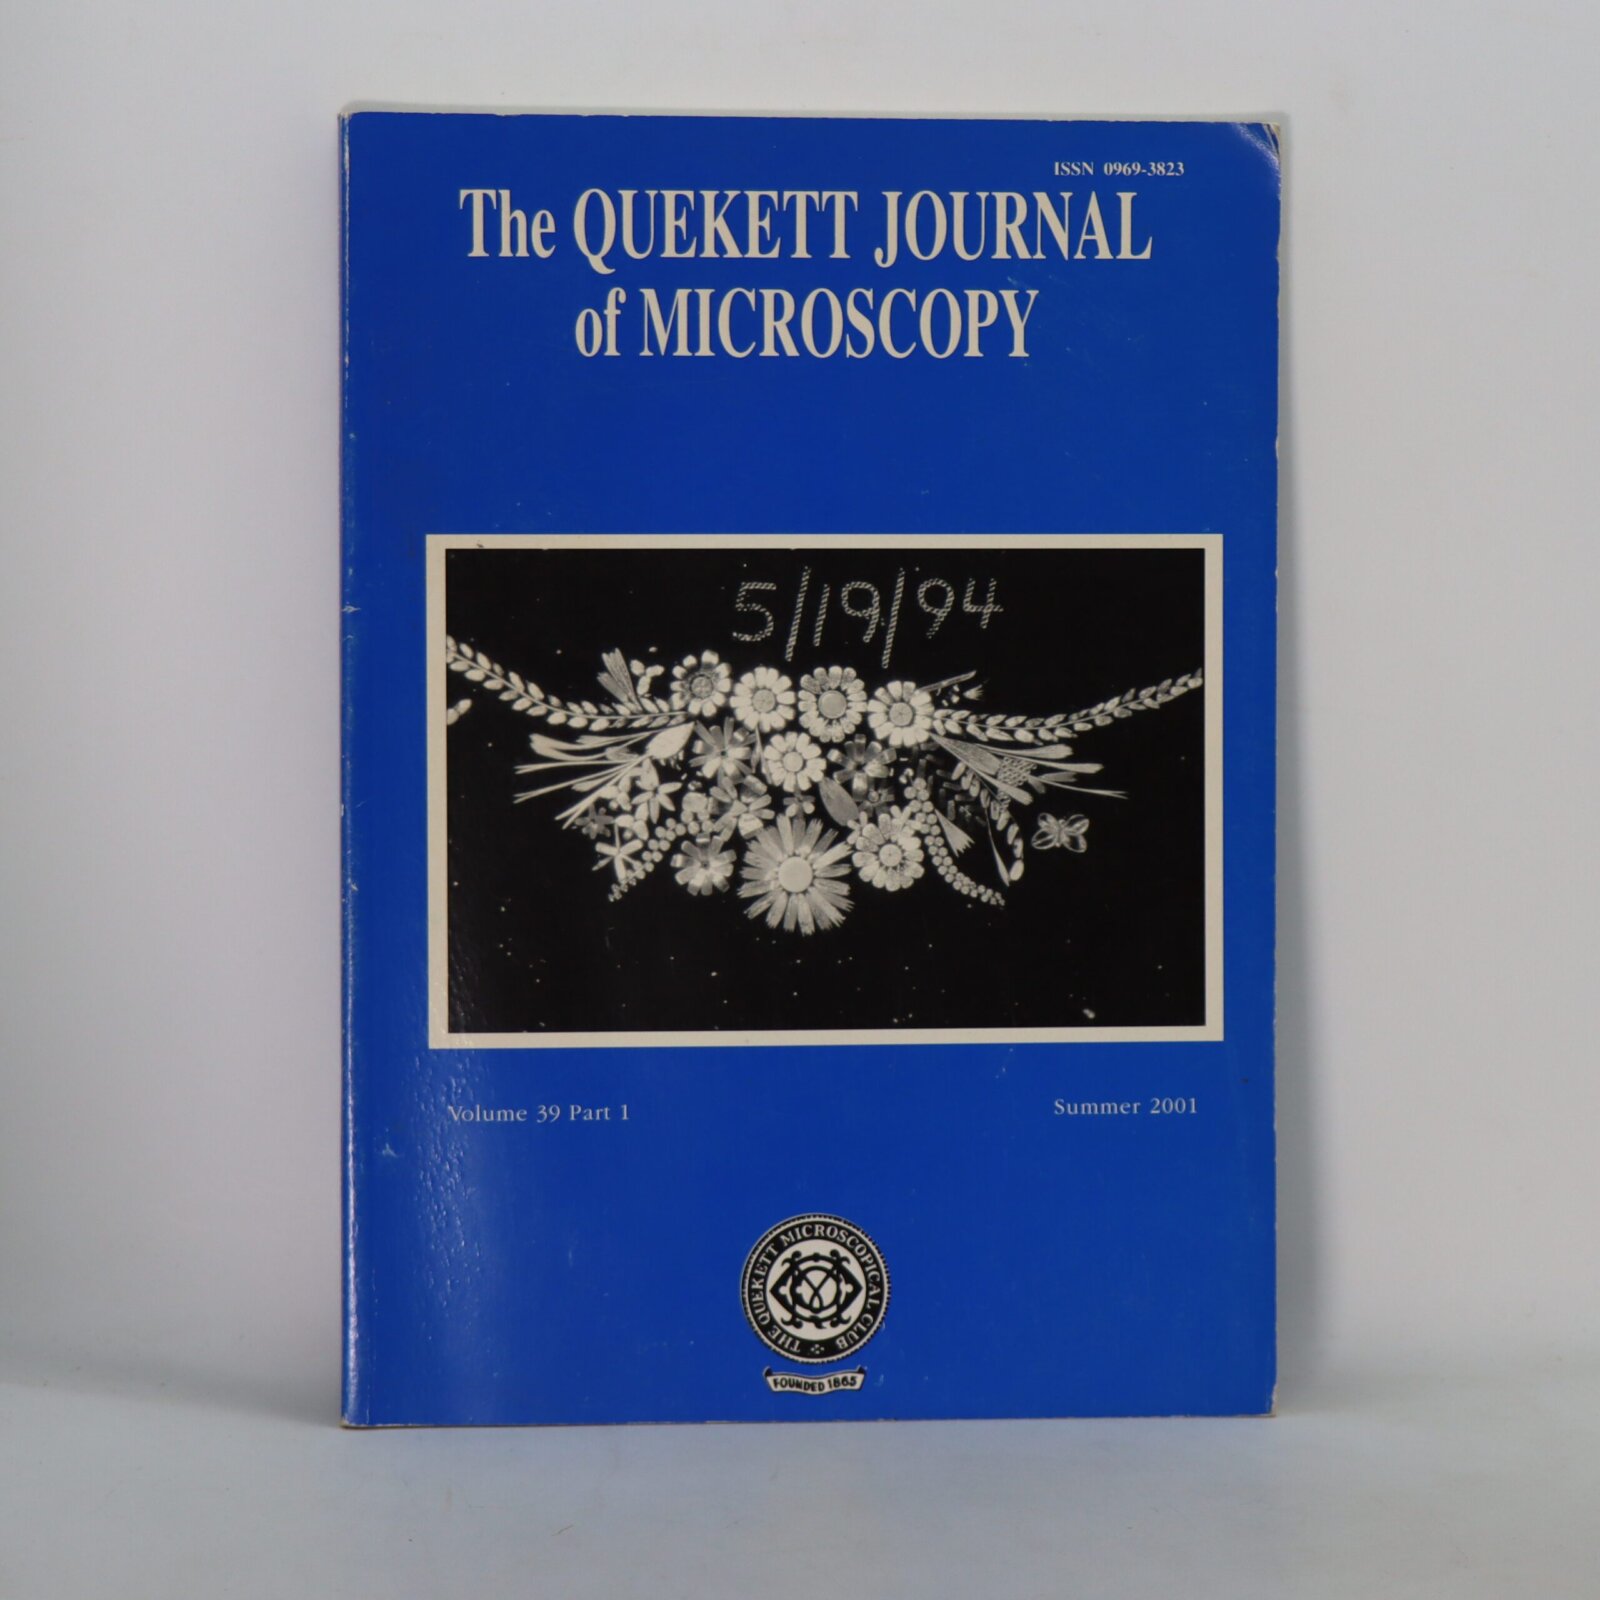 ISSN 0969-3823
The QUEKETT JOURNAL
of MICROSCOPY
5/19/94
Volume 39 Part 1
Summer 2001
THE QUEKETT MICROSCOPICAL CLUB
FOUNDED 1865